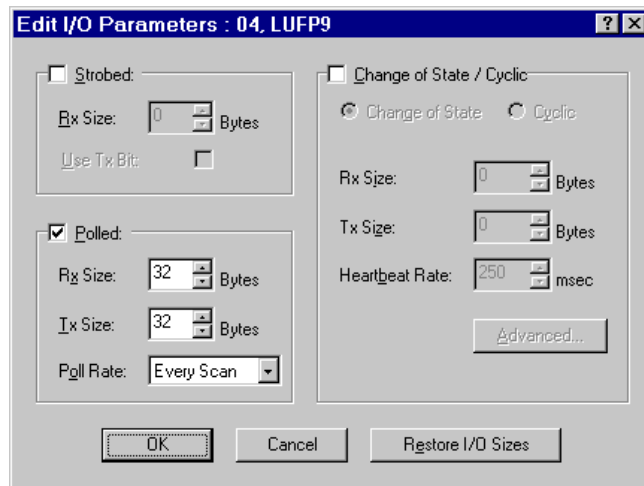 Edit I/O Parameters : 04, LUFP9
Strobed:
Rx Size: 0 Bytes
Use Tx Bit:
Polled:
Rx Size: 32 Bytes
Tx Size: 32 Bytes
Poll Rate: Every Scan
Change of State / Cyclic
Change of State Cyclic
Rx Size: 0 Bytes
Tx Size: 0 Bytes
Heartbeat Rate: 250 msec
Advanced...
OK Cancel Restore I/O Sizes